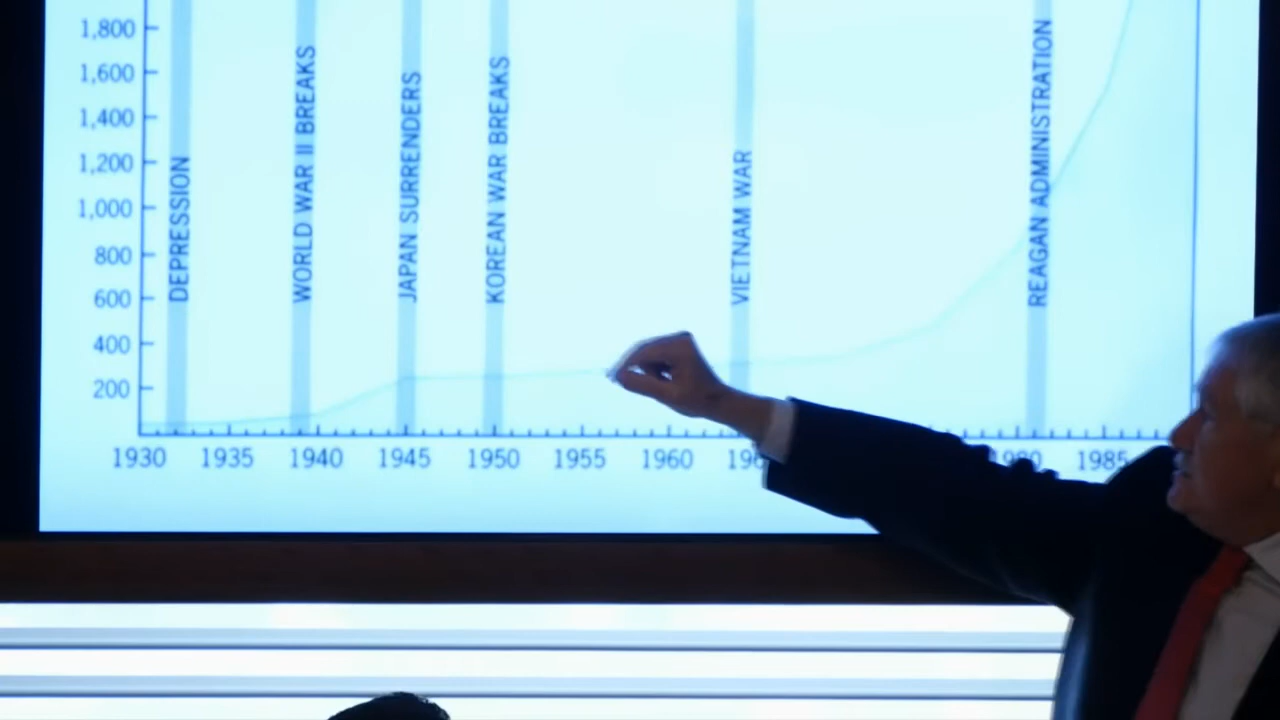 1,800
1,600
1,400
1,200
1,000
800
600
400
200
DEPRESSION
WORLD WAR II BREAKS
JAPAN SURRENDERS
KOREAN WAR BREAKS
VIETNAM WAR
REAGAN ADMINISTRATION
1930 1935 1940 1945 1950 1955 1960 1980 1985